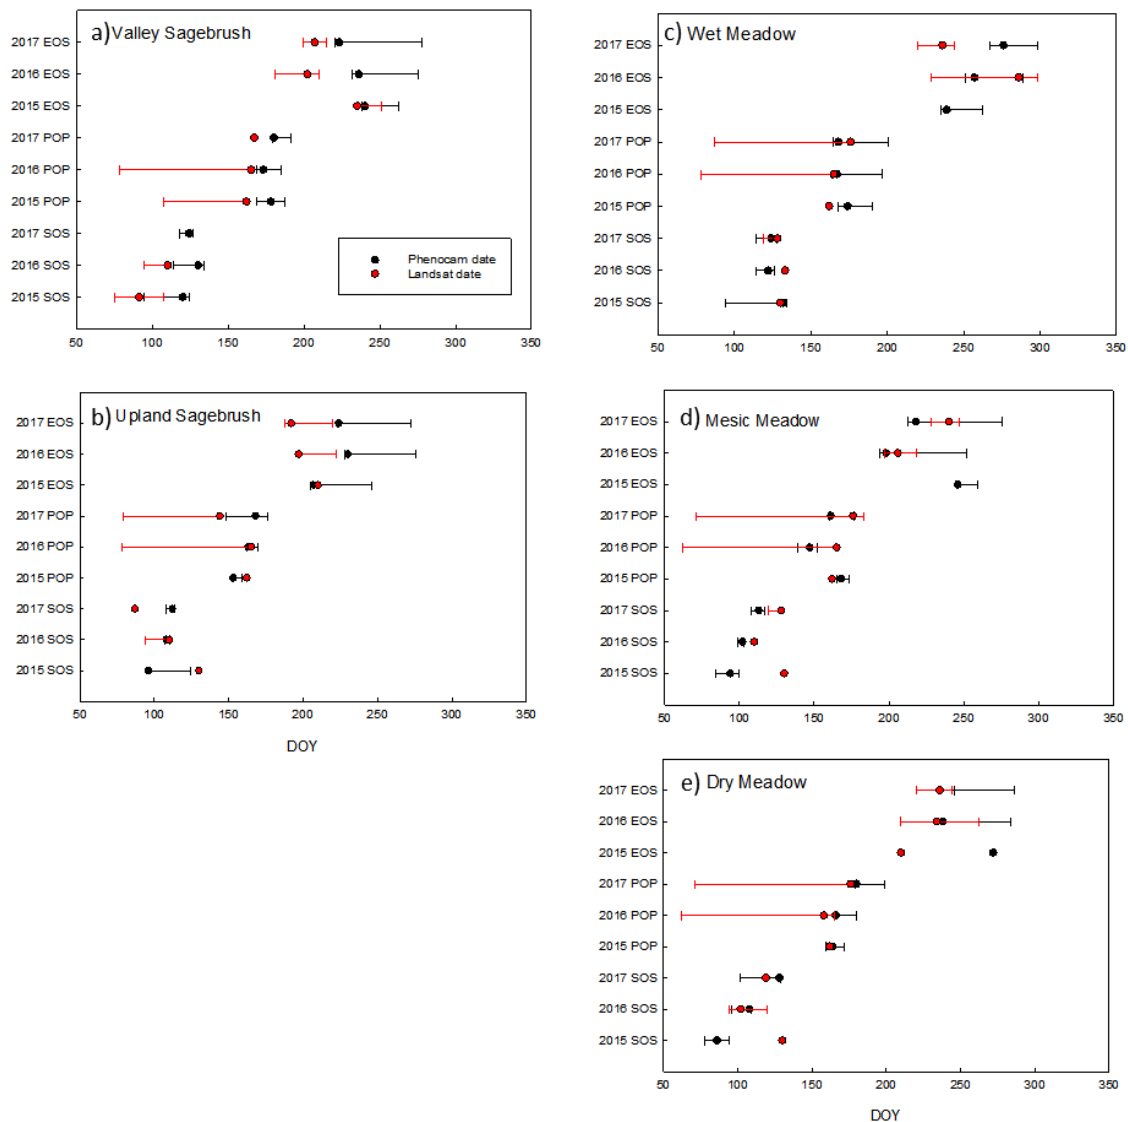 a) Valley Sagebrush
2017 EOS
2016 EOS
2015 EOS
2017 POP
2016 POP
2015 POP
2017 SOS
2016 SOS
2015 SOS
Phenocam date
Landsat date
50 100 150 200 250 300 350
b) Upland Sagebrush
2017 EOS
2016 EOS
2015 EOS
2017 POP
2016 POP
2015 POP
2017 SOS
2016 SOS
2015 SOS
50 100 150 200 250 300 350
DOY
c) Wet Meadow
2017 EOS
2016 EOS
2015 EOS
2017 POP
2016 POP
2015 POP
2017 SOS
2016 SOS
2015 SOS
50 100 150 200 250 300 350
d) Mesic Meadow
2017 EOS
2016 EOS
2015 EOS
2017 POP
2016 POP
2015 POP
2017 SOS
2016 SOS
2015 SOS
50 100 150 200 250 300 350
e) Dry Meadow
2017 EOS
2016 EOS
2015 EOS
2017 POP
2016 POP
2015 POP
2017 SOS
2016 SOS
2015 SOS
50 100 150 200 250 300 350
DOY